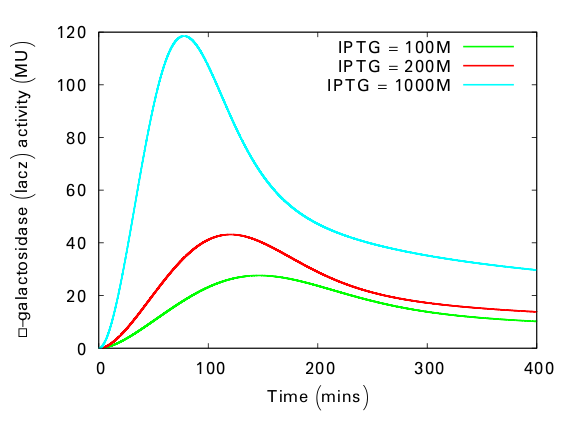 □–galactosidase (lacz) activity (MU)
120
100
80
60
40
20
0
IPTG = 100M
IPTG = 200M
IPTG = 1000M
0 100 200 300 400
Time (mins)